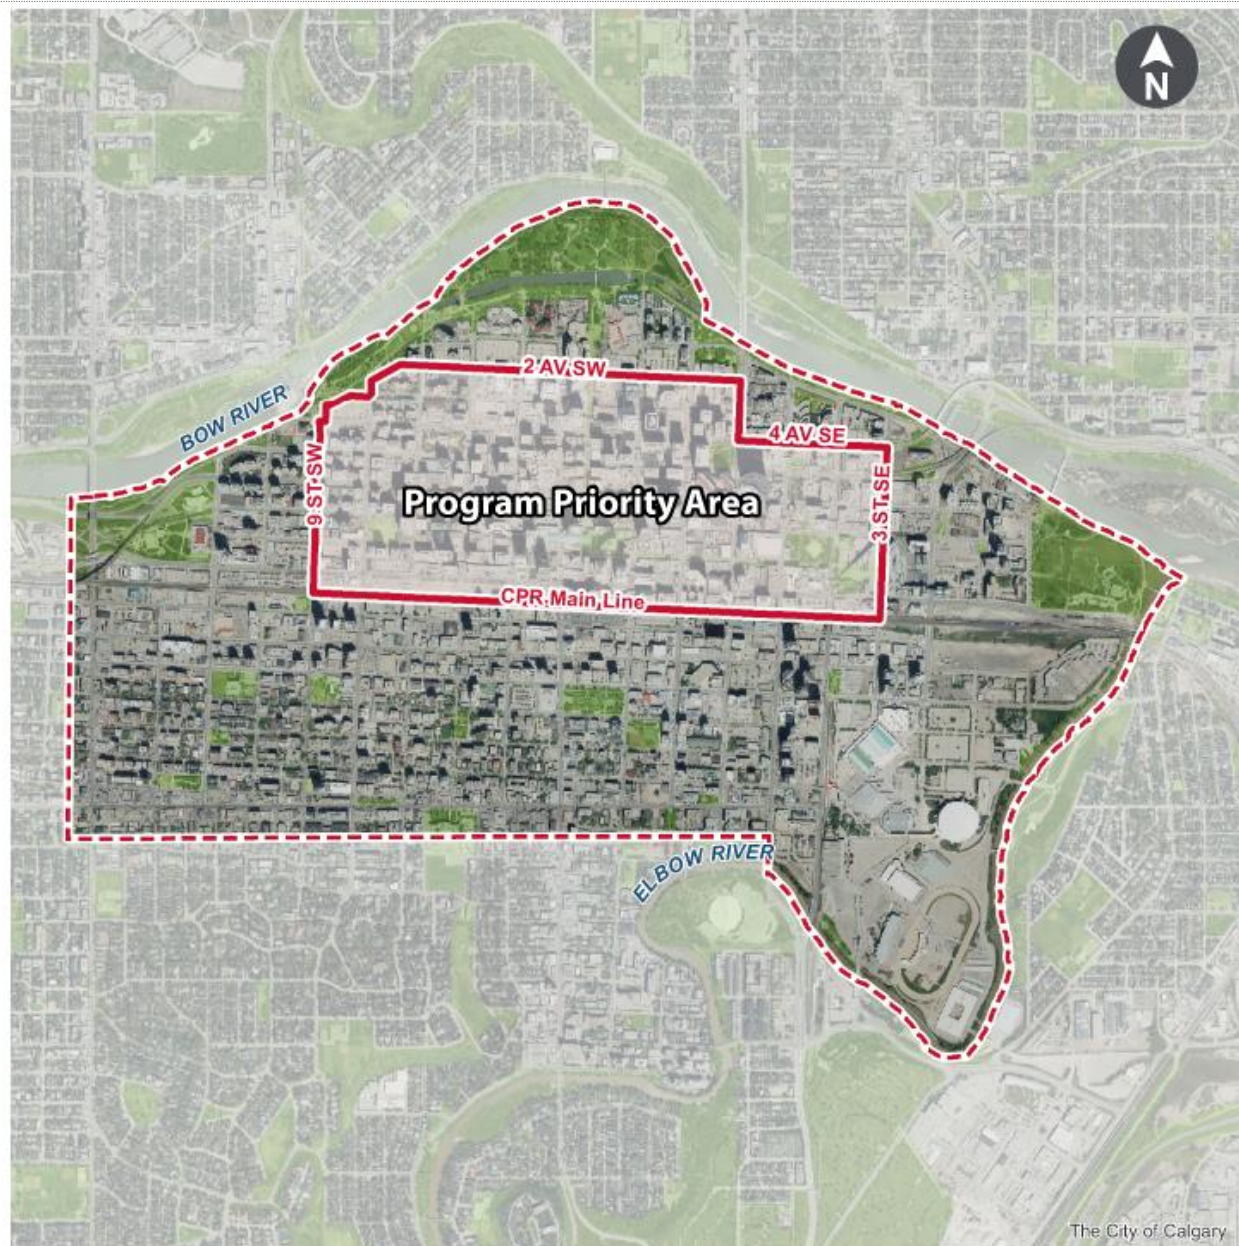 N
2 AV SW
BOW RIVER
4 AV SE
9 ST SW
Program Priority Area
3 ST SE
CPR Main Line
ELBOW RIVER
The City of Calgary